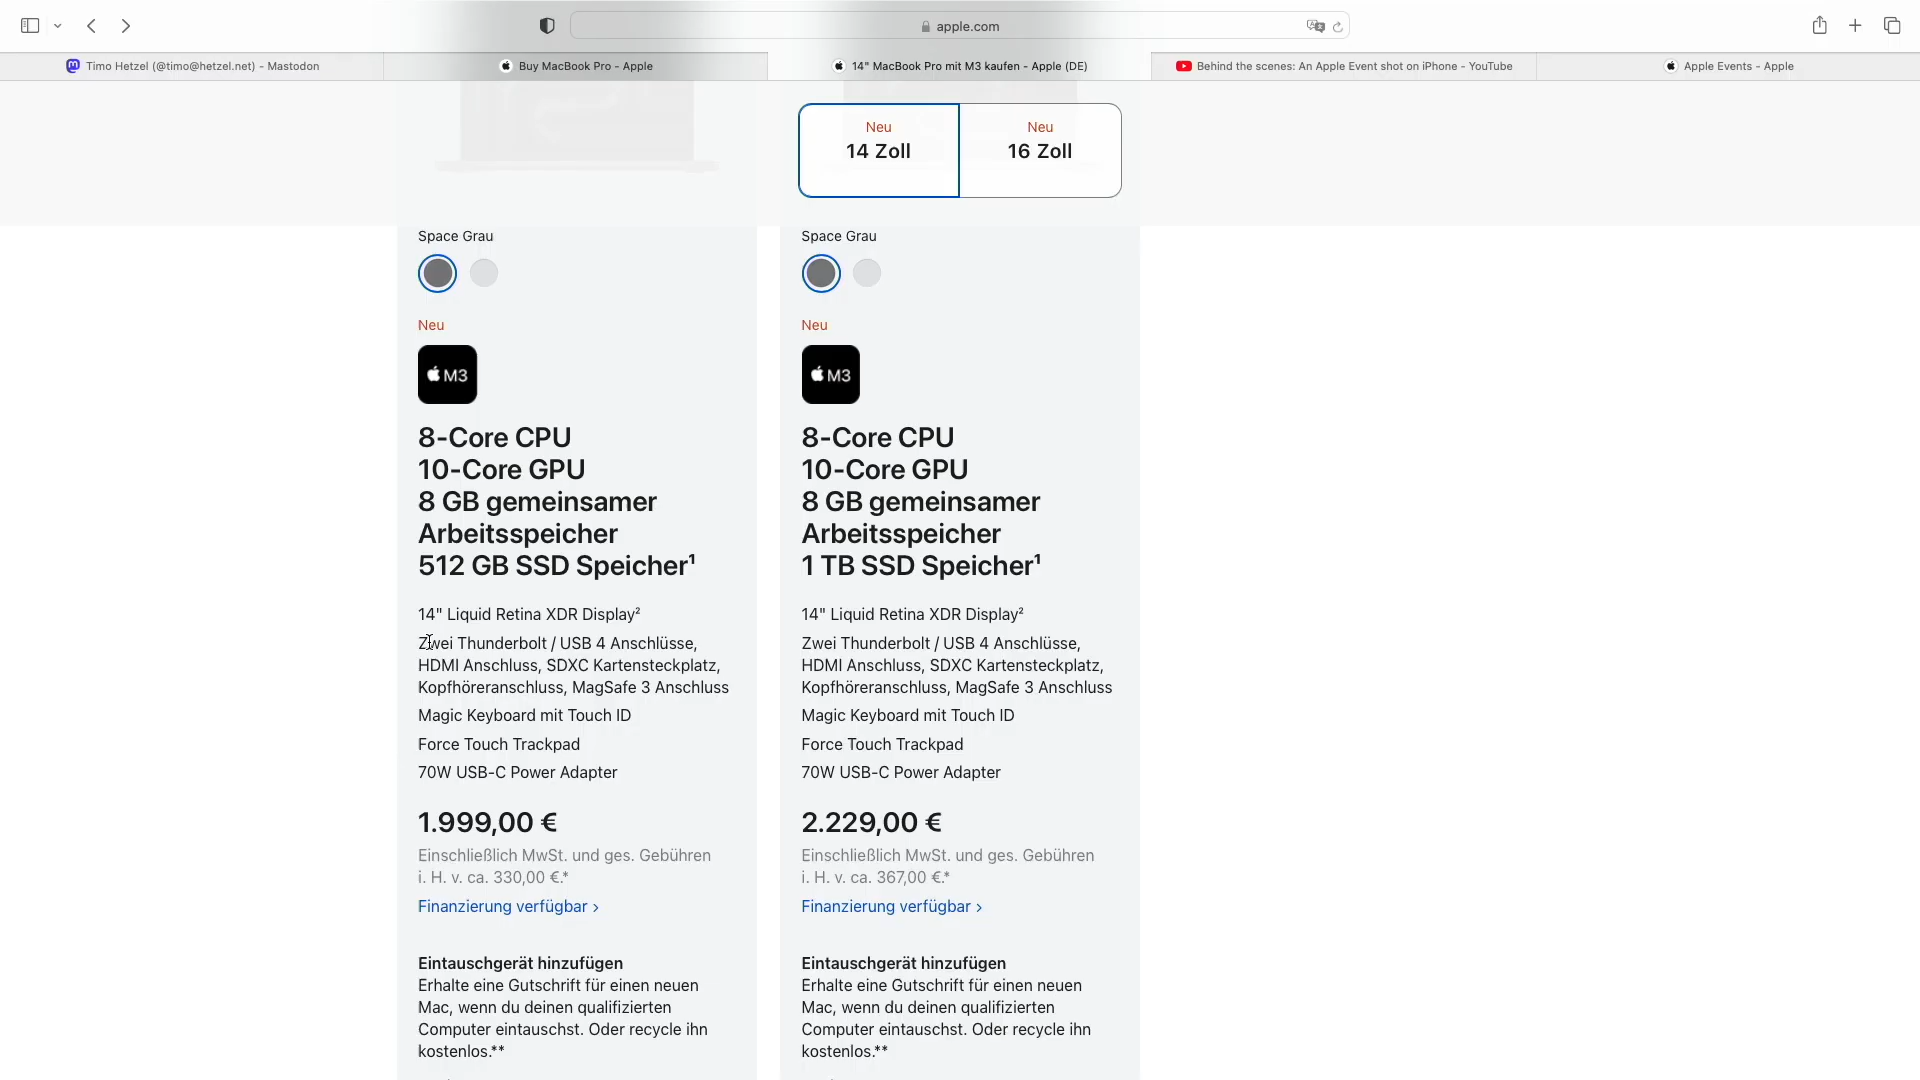 apple.com
Timo Hetzel (@timo@hetzel.net) - Mastodon
Buy MacBook Pro - Apple
14" MacBook Pro mit M3 kaufen - Apple (DE)
Behind the scenes: An Apple Event shot on iPhone - YouTube
Apple Events - Apple
Neu
14 Zoll
Neu
16 Zoll
Space Grau
Neu
M3
8-Core CPU
10-Core GPU
8 GB gemeinsamer
Arbeitsspeicher
512 GB SSD Speicher¹
14" Liquid Retina XDR Display²
Zwei Thunderbolt / USB 4 Anschlüsse,
HDMI Anschluss, SDXC Kartensteckplatz,
Kopfhöreranschluss, MagSafe 3 Anschluss
Magic Keyboard mit Touch ID
Force Touch Trackpad
70W USB-C Power Adapter
1.999,00 €
Einschließlich MwSt. und ges. Gebühren
i. H. v. ca. 330,00 €.*
Finanzierung verfügbar >
Eintauschgerät hinzufügen
Erhalte eine Gutschrift für einen neuen
Mac, wenn du deinen qualifizierten
Computer eintauschst. Oder recycle ihn
kostenlos.**
Space Grau
Neu
M3
8-Core CPU
10-Core GPU
8 GB gemeinsamer
Arbeitsspeicher
1 TB SSD Speicher¹
14" Liquid Retina XDR Display²
Zwei Thunderbolt / USB 4 Anschlüsse,
HDMI Anschluss, SDXC Kartensteckplatz,
Kopfhöreranschluss, MagSafe 3 Anschluss
Magic Keyboard mit Touch ID
Force Touch Trackpad
70W USB-C Power Adapter
2.229,00 €
Einschließlich MwSt. und ges. Gebühren
i. H. v. ca. 367,00 €.*
Finanzierung verfügbar >
Eintauschgerät hinzufügen
Erhalte eine Gutschrift für einen neuen
Mac, wenn du deinen qualifizierten
Computer eintauschst. Oder recycle ihn
kostenlos.**